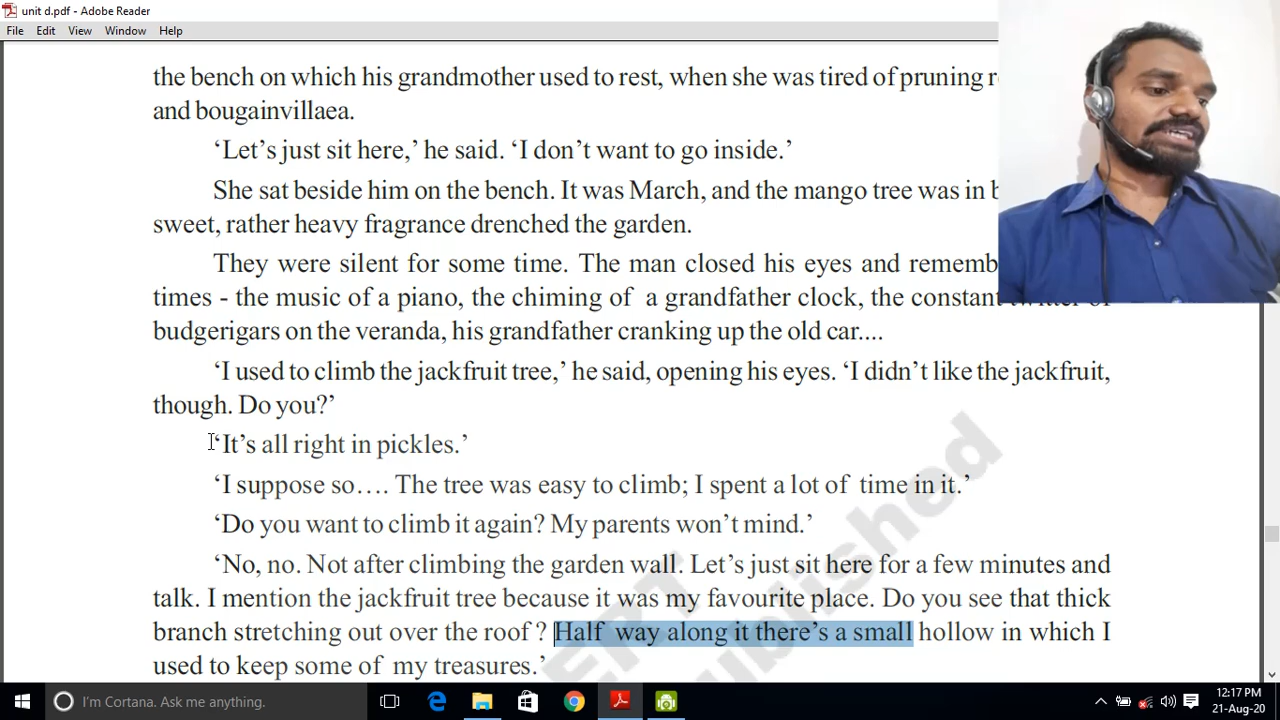 unit d.pdf - Adobe Reader
File Edit View Window Help
the bench on which his grandmother used to rest, when she was tired of pruning
and bougainvillaea.
‘Let’s just sit here,’ he said. ‘I don’t want to go inside.’
She sat beside him on the bench. It was March, and the mango tree was in
sweet, rather heavy fragrance drenched the garden.
They were silent for some time. The man closed his eyes and
times - the music of a piano, the chiming of a grandfather clock, the constant
budgerigars on the veranda, his grandfather cranking up the old car....
‘I used to climb the jackfruit tree,’ he said, opening his eyes. ‘I didn’t like the jackfruit,
though. Do you?’
‘It’s all right in pickles.’
‘I suppose so…. The tree was easy to climb; I spent a lot of time in it.’
‘Do you want to climb it again? My parents won’t mind.’
‘No, no. Not after climbing the garden wall. Let’s just sit here for a few minutes and
talk. I mention the jackfruit tree because it was my favourite place. Do you see that thick
branch stretching out over the roof ? Half way along it there’s a small hollow in which I
used to keep some of my treasures.’
I'm Cortana. Ask me anything.
12:17 PM
21-Aug-20